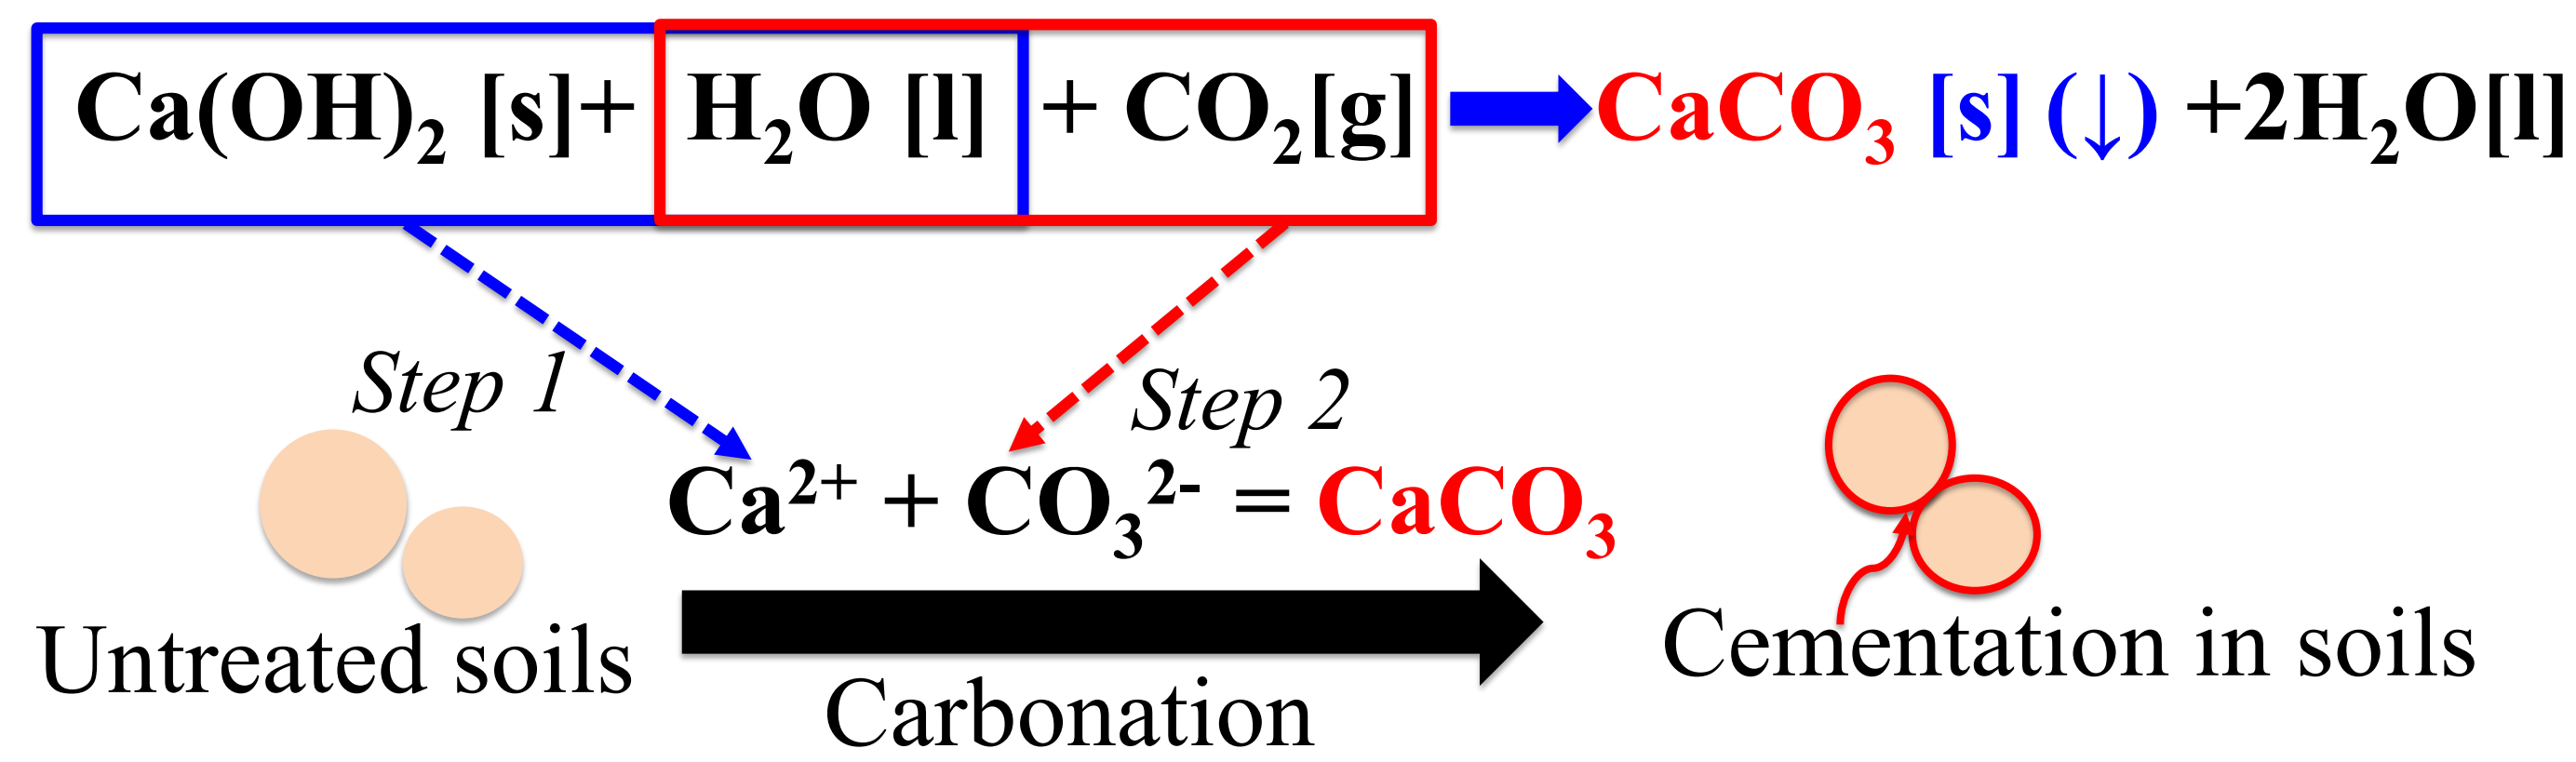 Ca(OH)₂ [s]+ H₂O [l] + CO₂[g] CaCO₃ [s] (↓) +2H₂O[l]
Step 1
Step 2
Ca²⁺ + CO₃²⁻ = CaCO₃
Untreated soils
Carbonation
Cementation in soils